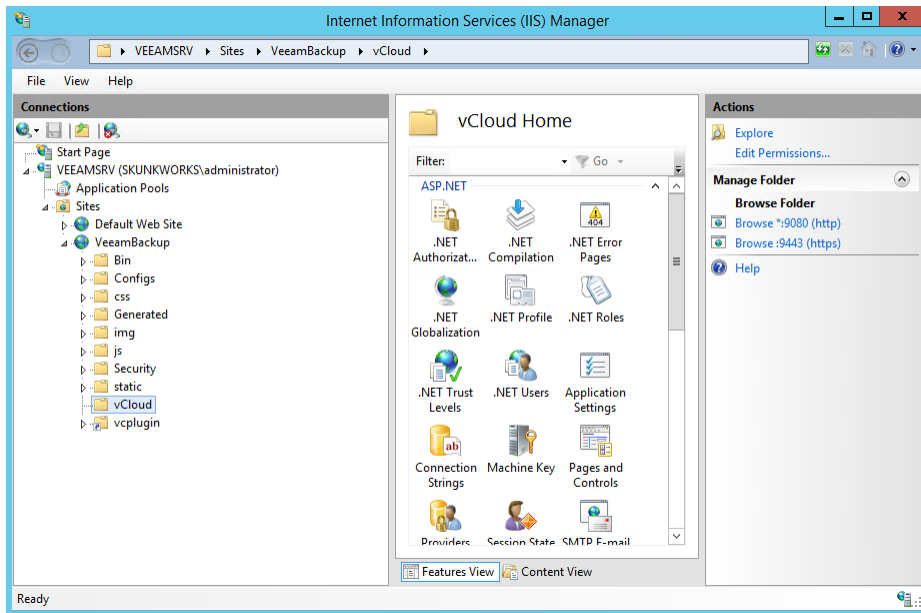 Internet Information Services (IIS) Manager
VEEAMSRV Sites VeeamBackup vCloud
File View Help
Connections
Start Page
VEEAMSRV (SKUNKWORKS\administrator)
Application Pools
Sites
Default Web Site
VeeamBackup
Bin
Configs
css
Generated
img
js
Security
static
vCloud
vcplugin
vCloud Home
Filter: Go
ASP.NET
.NET Authorizat...
.NET Compilation
.NET Error Pages
404
.NET Globalization
.NET Profile
.NET Roles
.NET Trust Levels
.NET Users
Application Settings
ab
Connection Strings
Machine Key
Pages and Controls
Providers
Session State
SMTP E-mail
Features View
Content View
Actions
Explore
Edit Permissions...
Manage Folder
Browse Folder
Browse *:9080 (http)
Browse :9443 (https)
Help
Ready